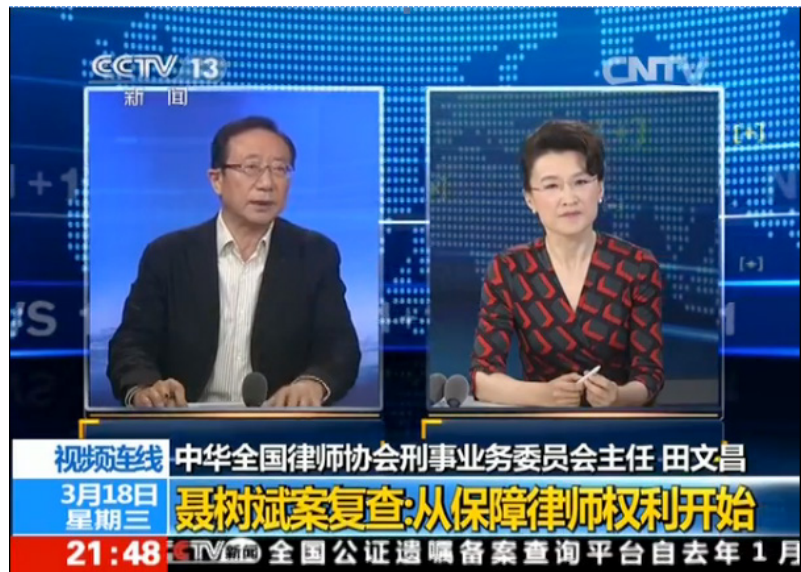 CCTV 13
新闻
CNTV
[+]
+1
[+]
视频连线
中华全国律师协会刑事业务委员会主任 田文昌
3月18日
星期三
聂树斌案复查:从保障律师权利开始
21:48
CCTV新闻
全国公证遗嘱备案查询平台自去年1月